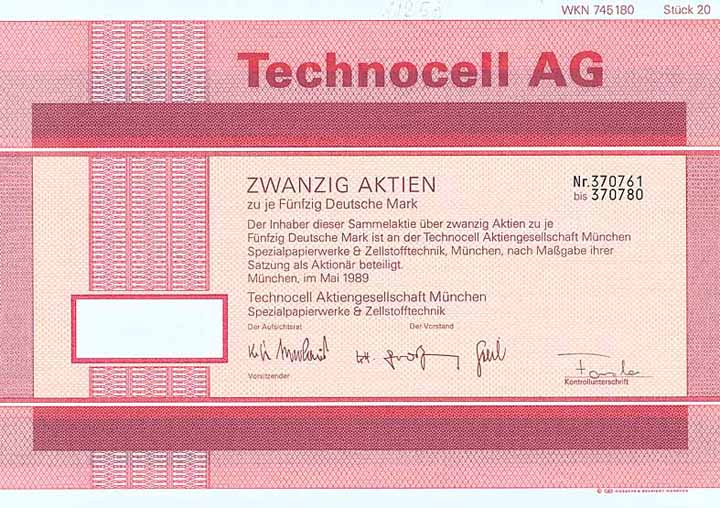 WKN 745180 Stück 20
Technocell AG
ZWANZIG AKTIEN
zu je Fünfzig Deutsche Mark
Nr. 370761
bis 370780
Der Inhaber dieser Sammelaktie über zwanzig Aktien zu je
Fünfzig Deutsche Mark ist an der Technocell Aktiengesellschaft München
Spezialpapierwerke & Zellstofftechnik, München, nach Maßgabe ihrer
Satzung als Aktionär beteiligt.
München, im Mai 1989
Technocell Aktiengesellschaft München
Spezialpapierwerke & Zellstofftechnik
Der Aufsichtsrat Der Vorstand
Vorsitzender
Kontrollunterschrift